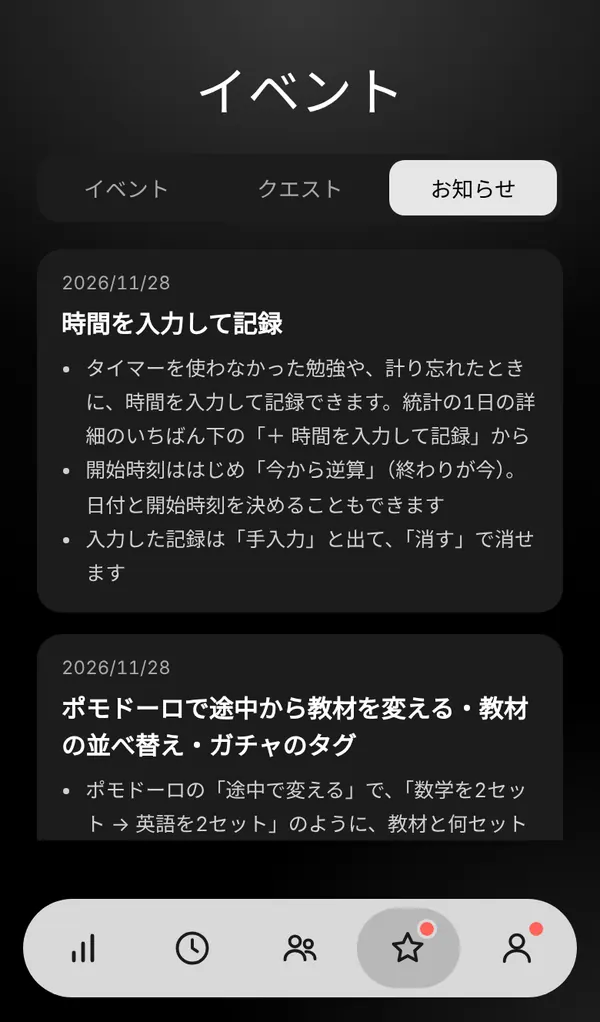 イベント
イベント
クエスト
お知らせ
2026/11/28
時間を入力して記録
• タイマーを使わなかった勉強や、計り忘れたとき
に、時間を入力して記録できます。統計の1日の詳
細のいちばん下の「＋ 時間を入力して記録」から
• 開始時刻ははじめ「今から逆算」（終わりが今）。
日付と開始時刻を決めることもできます
• 入力した記録は「手入力」と出て、「消す」で消せ
ます
2026/11/28
ポモドーロで途中から教材を変える・教材
の並べ替え・ガチャのタグ
• ポモドーロの「途中で変える」で、「数学を2セッ
ト → 英語を2セット」のように、教材と何セット